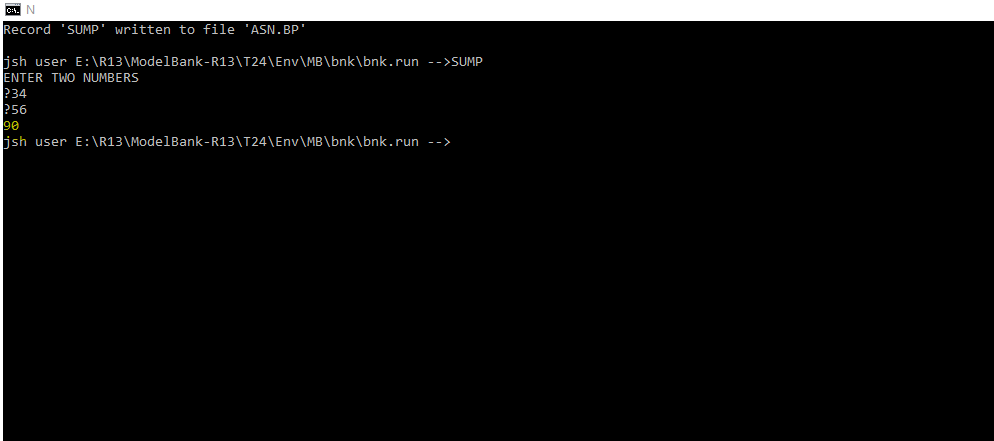 C:\. N
Record 'SUMP' written to file 'ASN.BP'
jsh user E:\R13\ModelBank-R13\T24\Env\MB\bnk\bnk.run -->SUMP
ENTER TWO NUMBERS
?34
?56
90
jsh user E:\R13\ModelBank-R13\T24\Env\MB\bnk\bnk.run -->